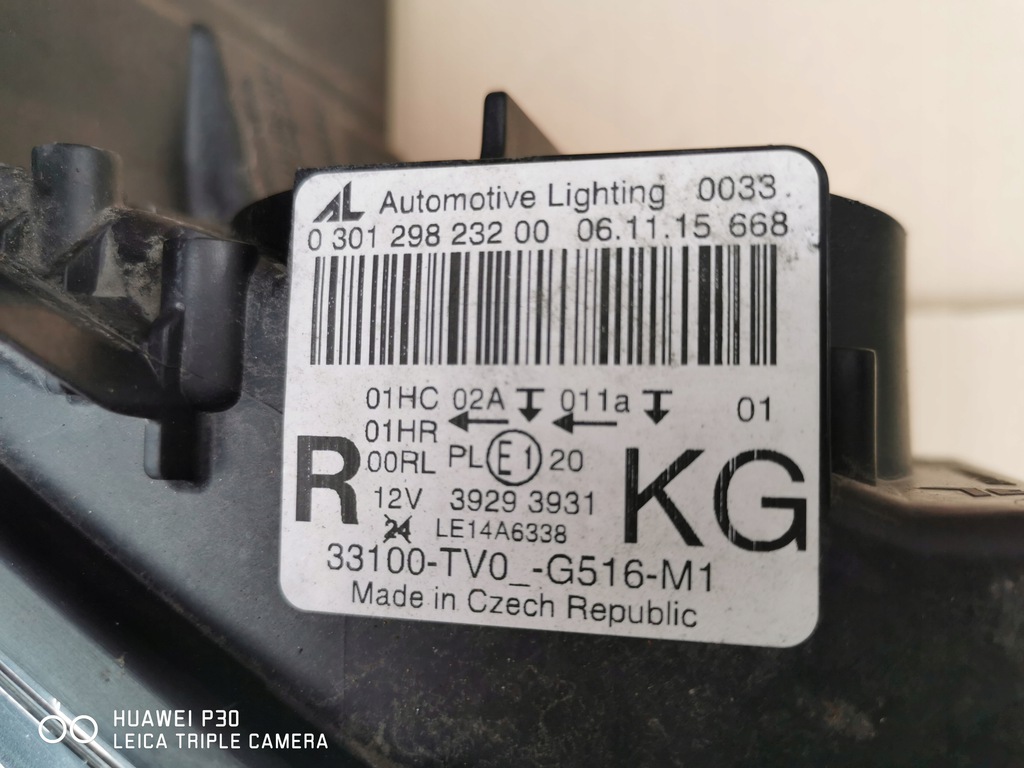 AL Automotive Lighting 0033
0 301 298 232 00 06.11.15 668
01HC 02A 011a 01
01HR
R 00RL PL E1 20 KG
12V 3929 3931
24 LE14A6338
33100-TV0_-G516-M1
Made in Czech Republic
HUAWEI P30
LEICA TRIPLE CAMERA